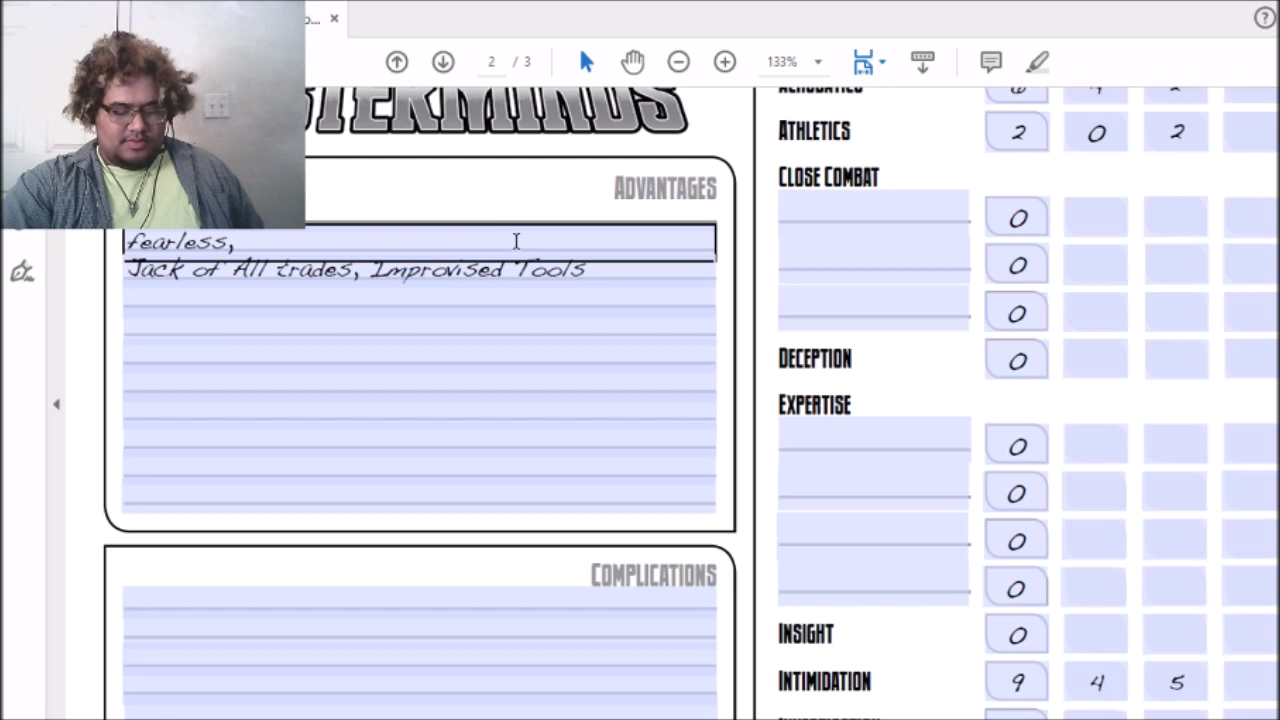 o...
2 / 3
133%
ADVANTAGES
fearless,
Jack of All trades, Improvised Tools
COMPLICATIONS
ATHLETICS 2 0 2
CLOSE COMBAT
0
0
0
DECEPTION 0
EXPERTISE
0
0
0
0
INSIGHT 0
INTIMIDATION 9 4 5